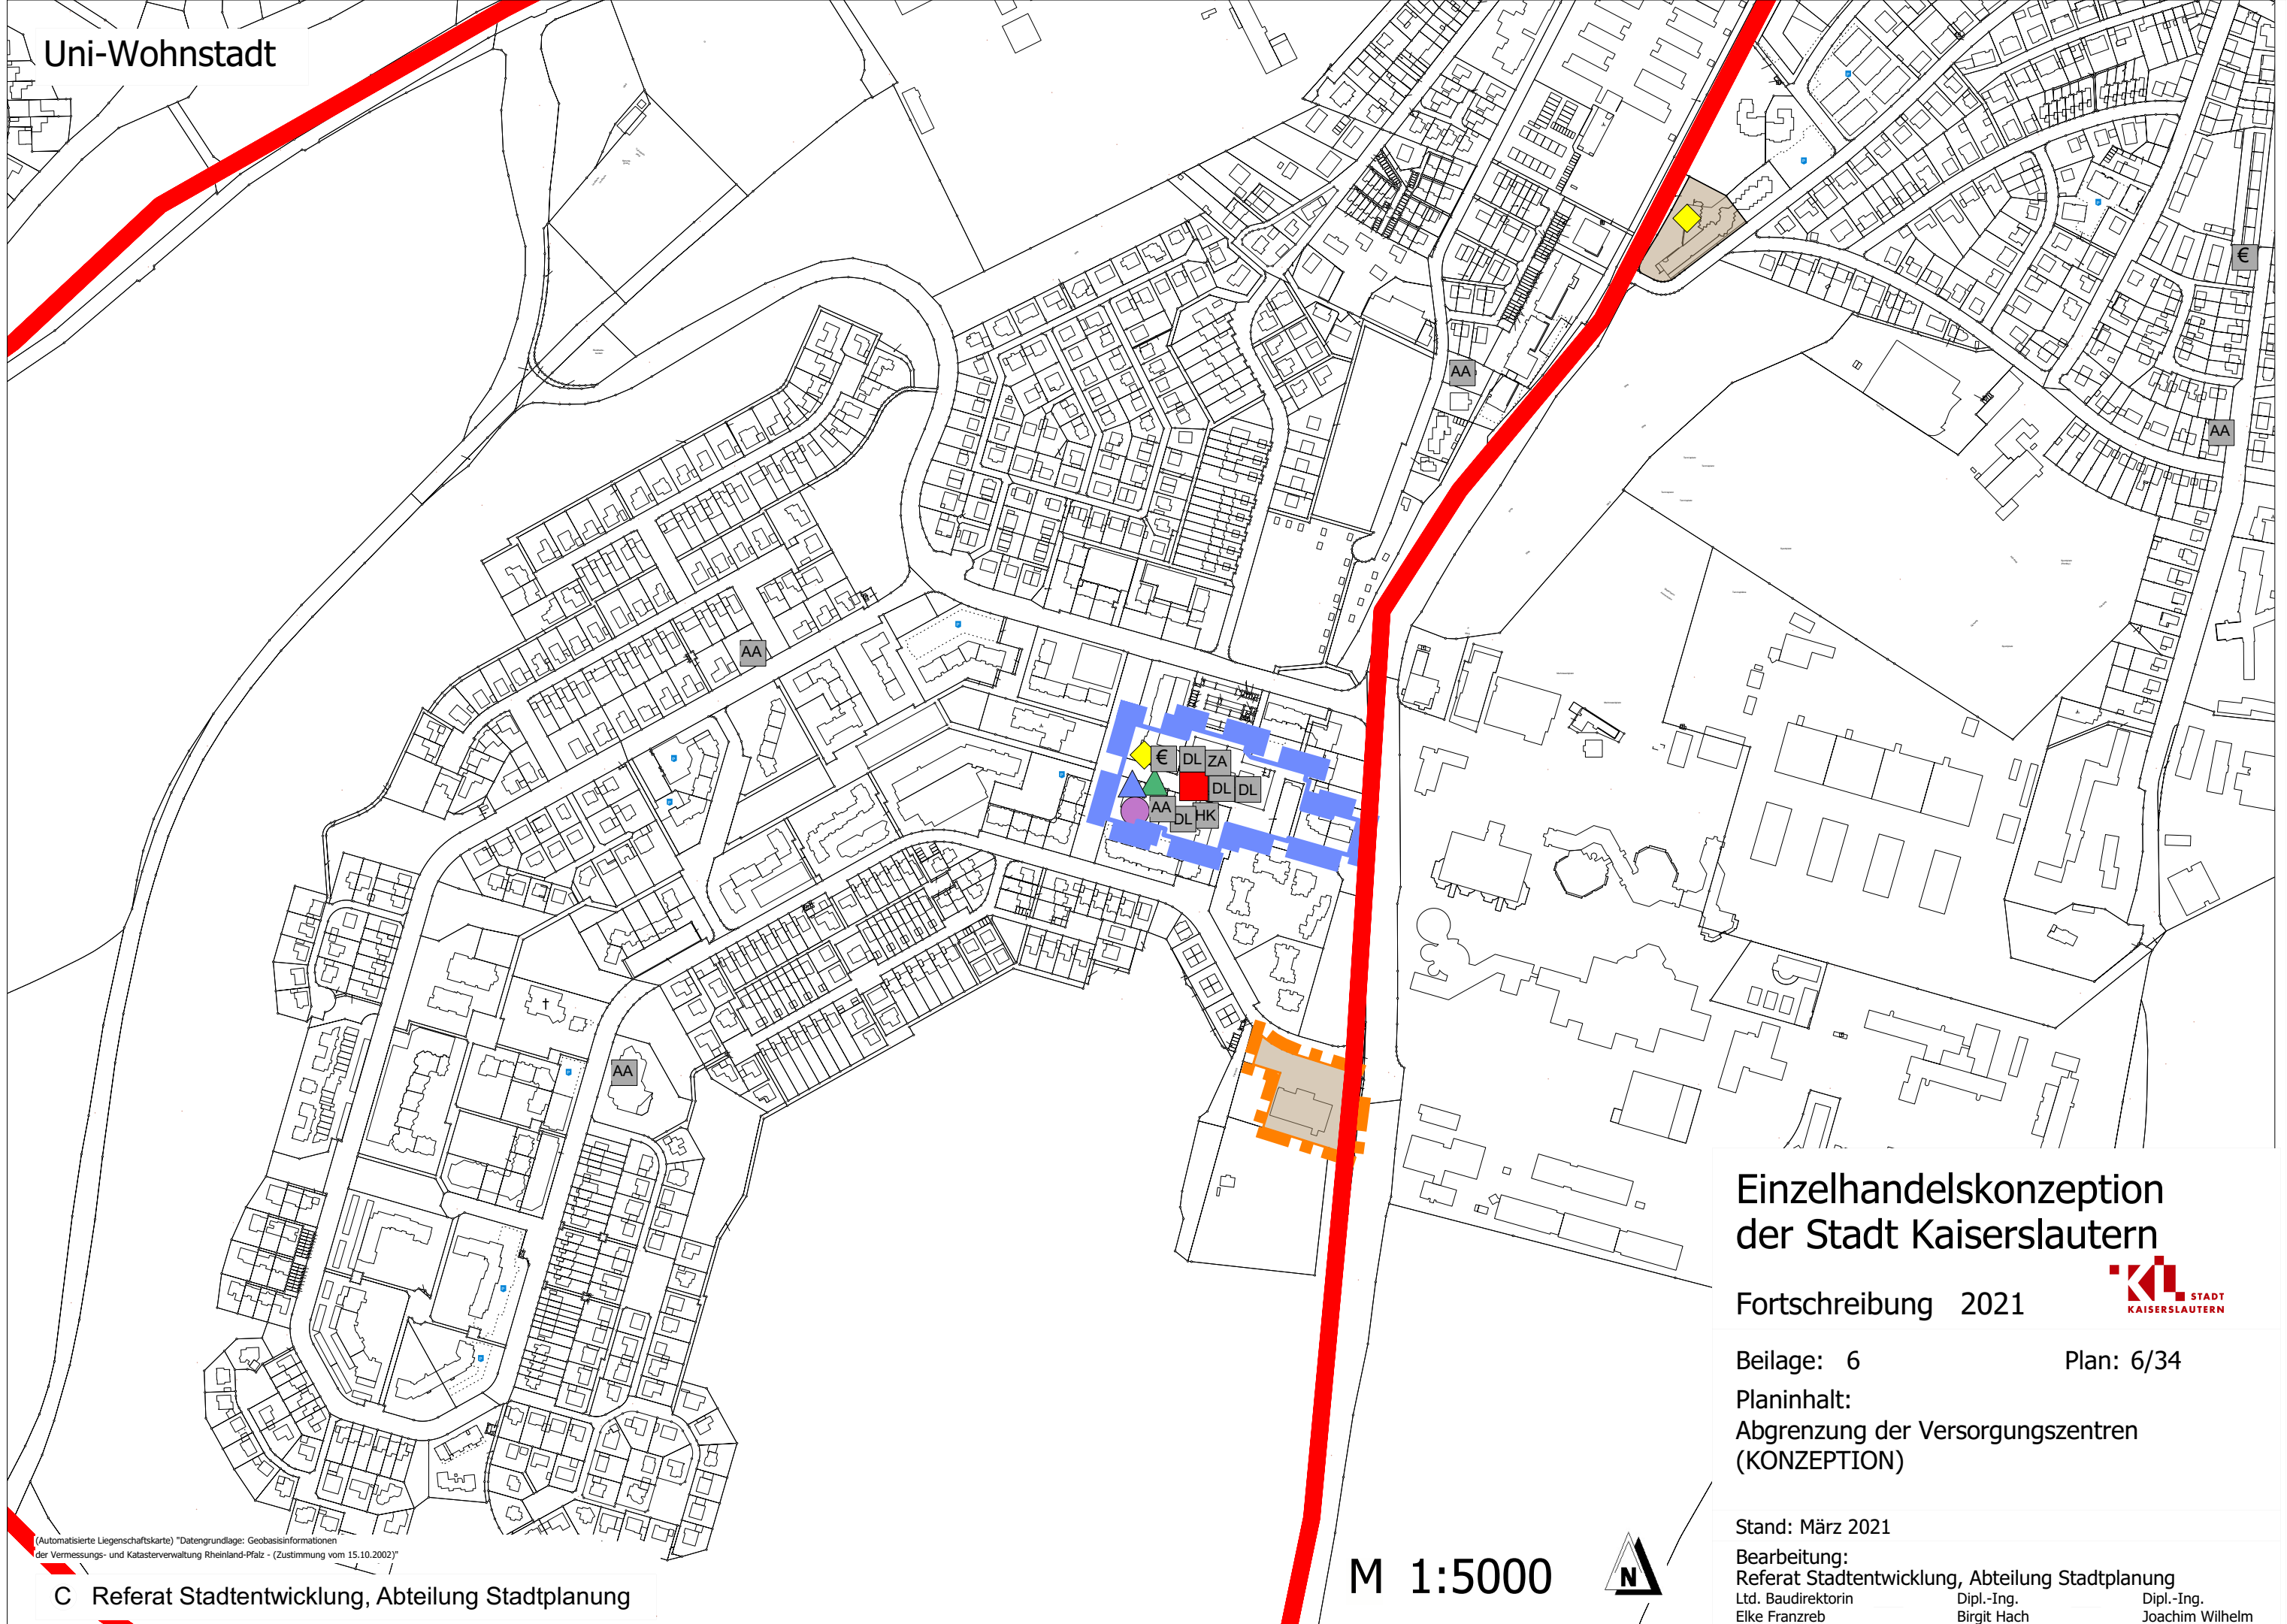 Uni-Wohnstadt
€
AA
AA
AA
€
DL
ZA
DL
DL
AA
DL
HK
AA
Einzelhandelskonzeption
der Stadt Kaiserslautern
STADT
KAISERSLAUTERN
Fortschreibung 2021
Beilage: 6 Plan: 6/34
Planinhalt:
Abgrenzung der Versorgungszentren
(KONZEPTION)
Stand: März 2021
Bearbeitung:
Referat Stadtentwicklung, Abteilung Stadtplanung
Ltd. Baudirektorin Dipl.-Ing. Dipl.-Ing.
Elke Franzreb Birgit Hach Joachim Wilhelm
(Automatisierte Liegenschaftskarte) "Datengrundlage: Geobasisinformationen
der Vermessungs- und Katasterverwaltung Rheinland-Pfalz - (Zustimmung vom 15.10.2002)"
C Referat Stadtentwicklung, Abteilung Stadtplanung
M 1:5000
N